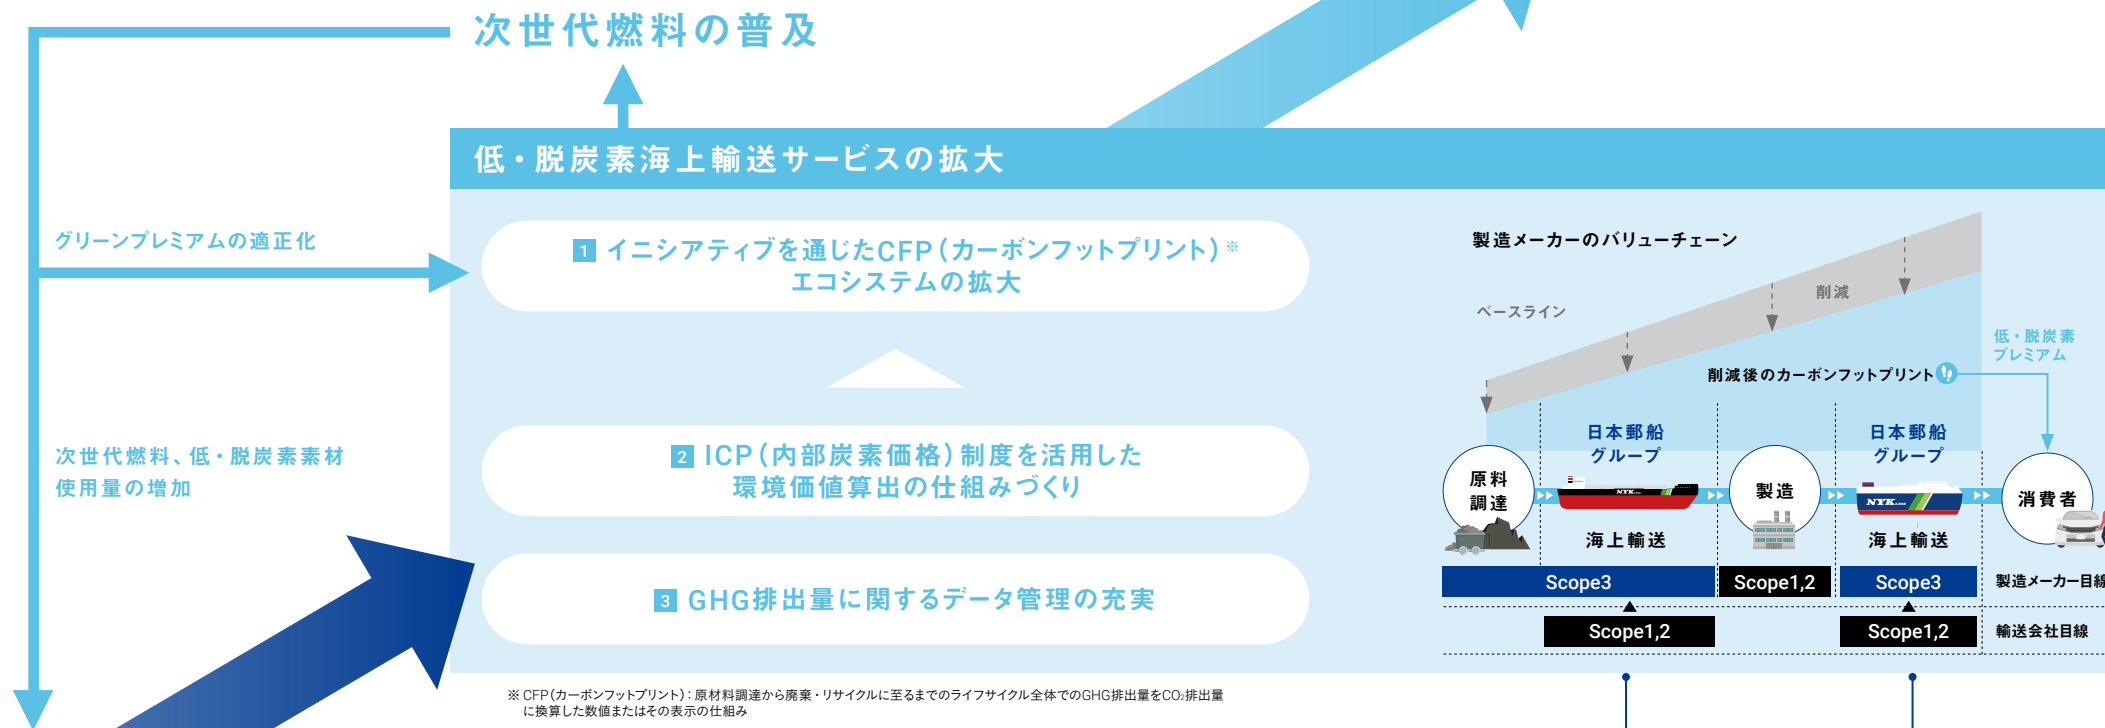 次世代燃料の普及
低・脱炭素海上輸送サービスの拡大
グリーンプレミアムの適正化
次世代燃料、低・脱炭素素材
使用量の増加
1 イニシアティブを通じたCFP（カーボンフットプリント）※
エコシステムの拡大
2 ICP（内部炭素価格）制度を活用した
環境価値算出の仕組みづくり
3 GHG排出量に関するデータ管理の充実
※ CFP（カーボンフットプリント）：原材料調達から廃棄・リサイクルに至るまでのライフサイクル全体でのGHG排出量をCO₂排出量
に換算した数値またはその表示の仕組み
製造メーカーのバリューチェーン
ベースライン
削減
削減後のカーボンフットプリント
低・脱炭素
プレミアム
原料
調達
日本郵船
グループ
NYK LINE
海上輸送
製造
日本郵船
グループ
NYK LINE
海上輸送
消費者
Scope3
Scope1,2
Scope3
製造メーカー目線
Scope1,2
Scope1,2
輸送会社目線